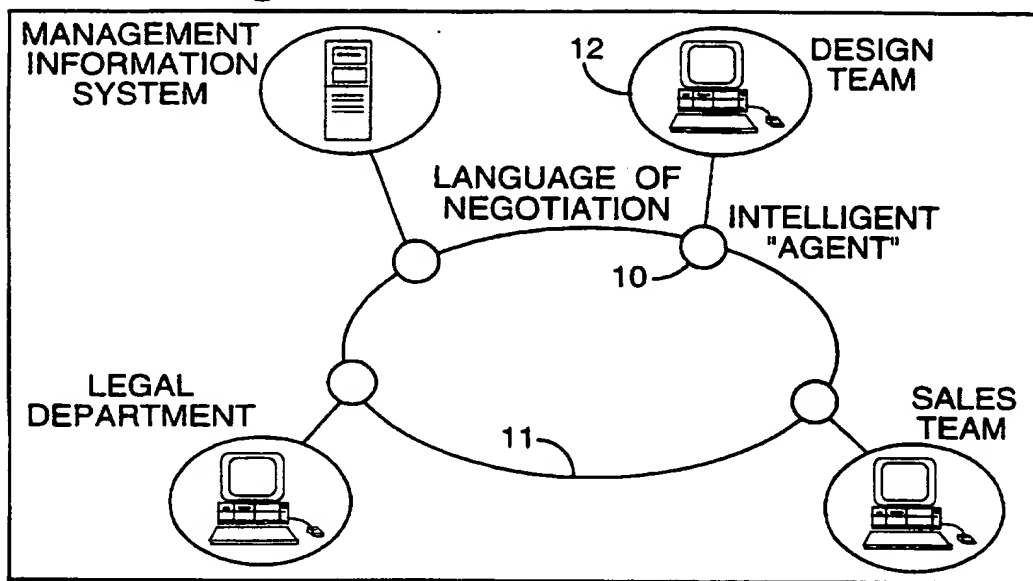 MANAGEMENT
INFORMATION
SYSTEM
12
DESIGN
TEAM
LANGUAGE OF
NEGOTIATION
INTELLIGENT
"AGENT"
10
LEGAL
DEPARTMENT
11
SALES
TEAM